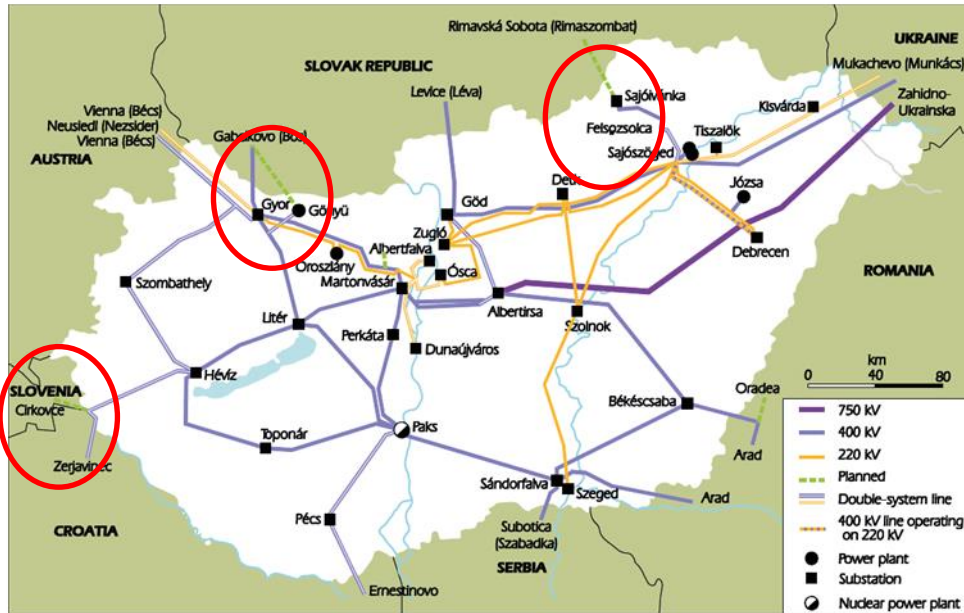 Rimavská Sobota (Rimaszombat)
UKRAINE
SLOVAK REPUBLIC
Mukachevo (Munkács)
Levice (Léva)
Zahidno-
Ukrainska
Vienna (Bécs)
Neusiedl (Nezsider)
Vienna (Bécs)
Gabcikovo (Bős)
AUSTRIA
Sajóivánka
Kisvárda
Felsőzsolca
Tiszalök
Sajószöged
Detk
Józsa
Győr
Gönyü
Göd
Zugló
Albertfalva
Ócsa
Debrecen
Oroszlány
Martonvásár
ROMANIA
Szombathely
Albertirsa
Litér
Perkáta
Szolnok
Dunaújváros
km
0 40 80
SLOVENIA
Cirkovce
Hévíz
Oradea
Békéscsaba
Zerjavinec
Toponár
Paks
Arad
Sándorfalva
Szeged
Arad
Pécs
CROATIA
Subotica
(Szabadka)
SERBIA
Ernestinovo
750 kV
400 kV
220 kV
Planned
Double-system line
400 kV line operating
on 220 kV
Power plant
Substation
Nuclear power plant